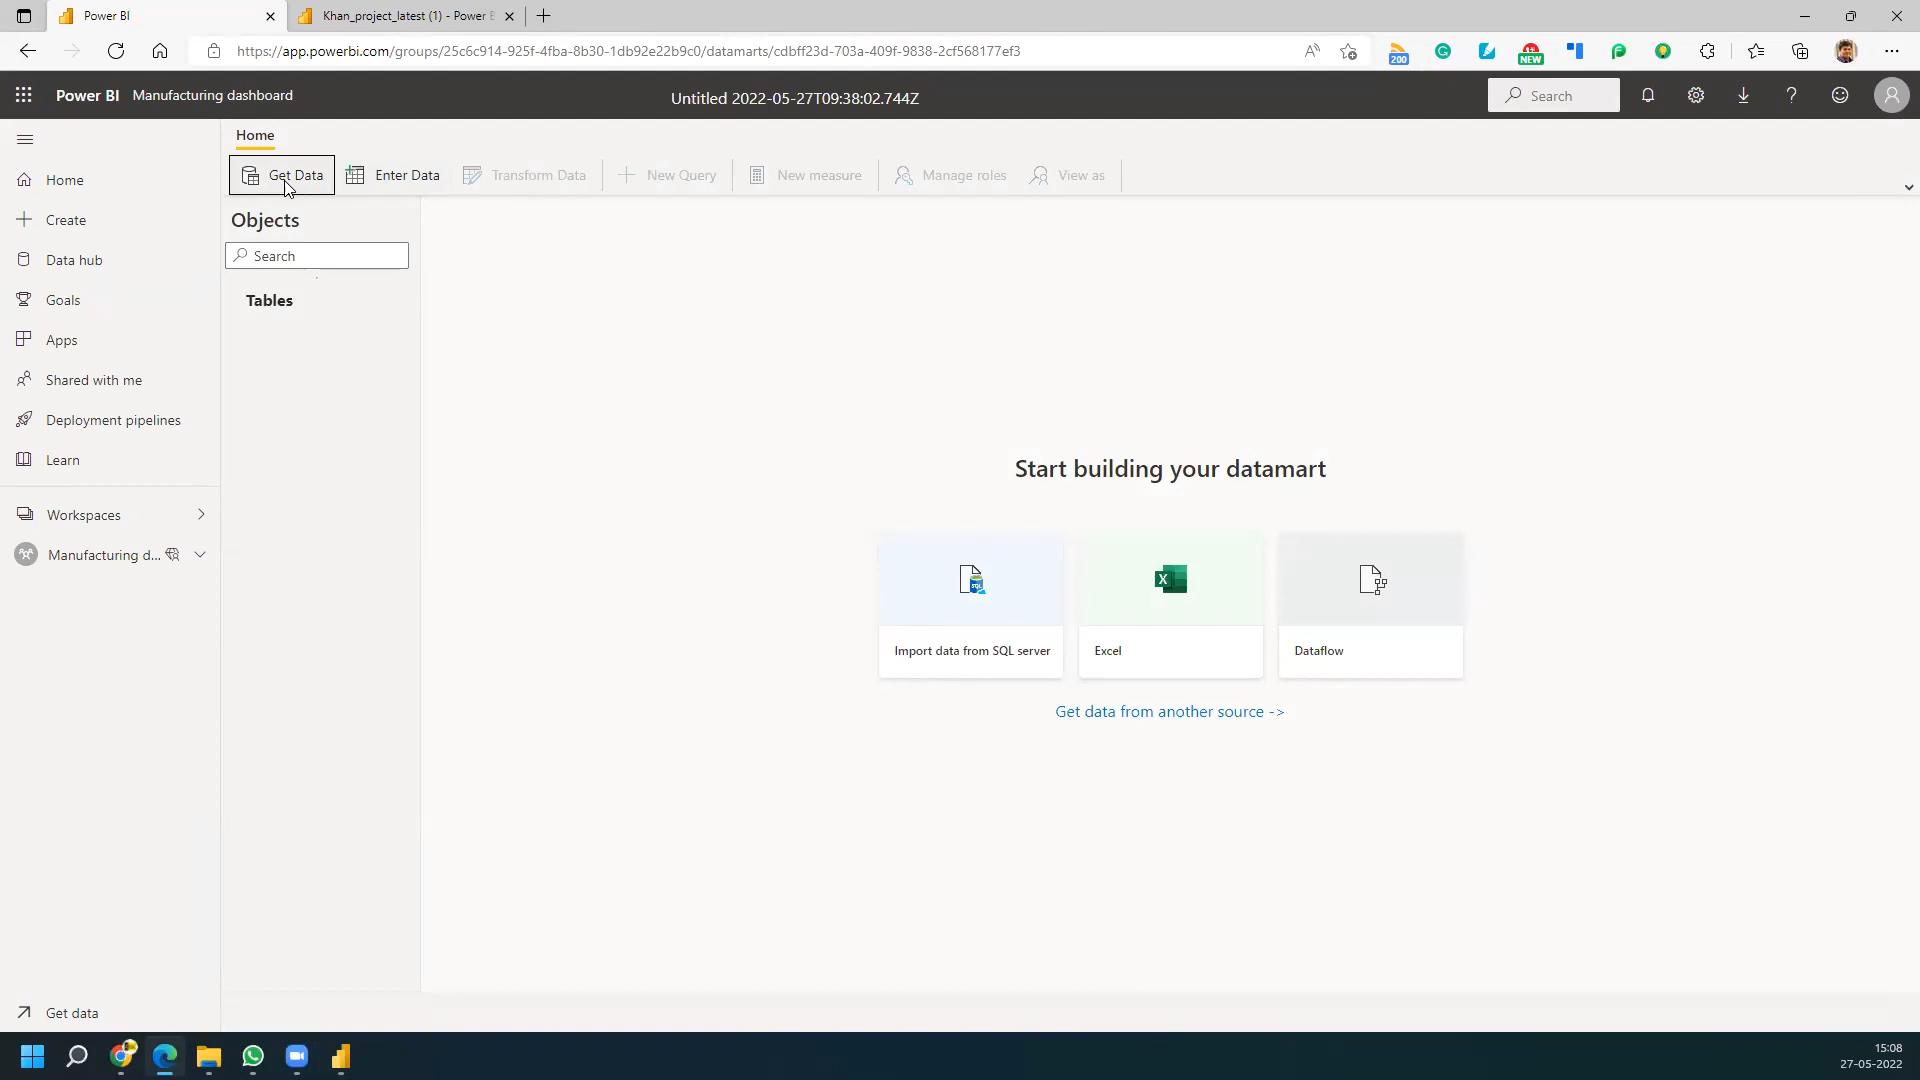 Power BI
Khan_project_latest (1) - Power B
https://app.powerbi.com/groups/25c6c914-925f-4fba-8b30-1db92e22b9c0/datamarts/cdbff23d-703a-409f-9838-2cf568177ef3
200
NEW
Power BI
Manufacturing dashboard
Untitled 2022-05-27T09:38:02.744Z
Search
Home
Get Data
Enter Data
Transform Data
New Query
New measure
Manage roles
View as
Home
Create
Data hub
Goals
Apps
Shared with me
Deployment pipelines
Learn
Workspaces
Manufacturing d...
Get data
Objects
Search
Tables
Start building your datamart
SQL
X
Import data from SQL server
Excel
Dataflow
Get data from another source ->
15:08
27-05-2022